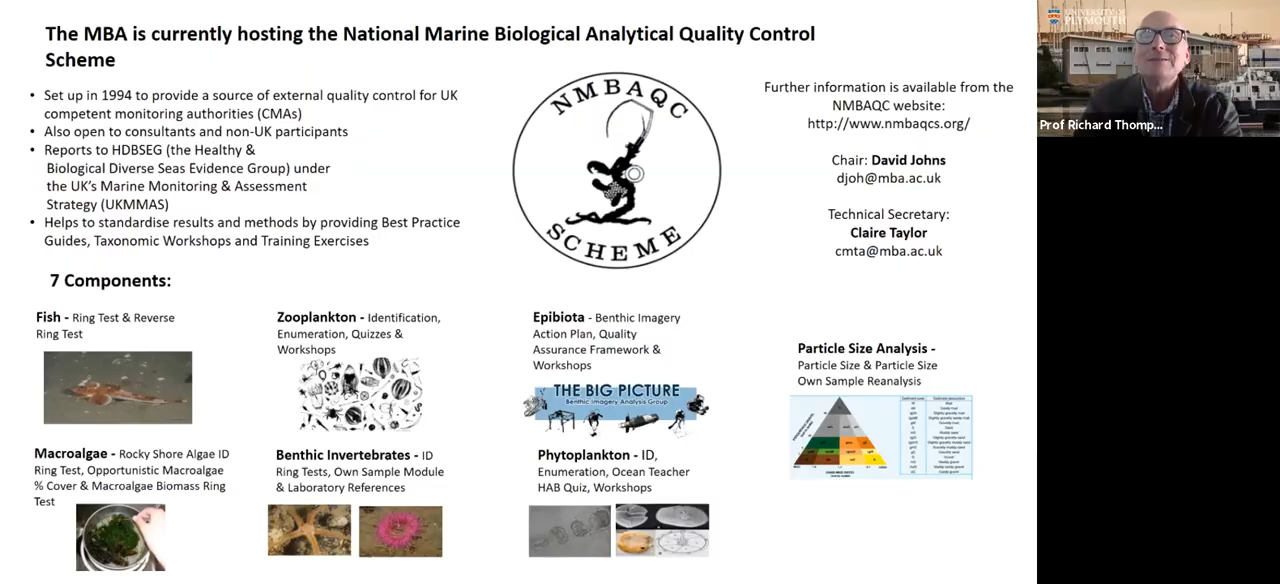 The MBA is currently hosting the National Marine Biological Analytical Quality Control
Scheme
• Set up in 1994 to provide a source of external quality control for UK
competent monitoring authorities (CMAs)
• Also open to consultants and non-UK participants
• Reports to HDBSEG (the Healthy &
Biological Diverse Seas Evidence Group) under
the UK's Marine Monitoring & Assessment
Strategy (UKMMAS)
• Helps to standardise results and methods by providing Best Practice
Guides, Taxonomic Workshops and Training Exercises
NMBAQC
SCHEME
Further information is available from the
NMBAQC website:
http://www.nmbaqcs.org/
Chair: David Johns
djoh@mba.ac.uk
Technical Secretary:
Claire Taylor
cmta@mba.ac.uk
UNIVERSITY OF
PLYMOUTH
Prof Richard Thomp...
7 Components:
Fish - Ring Test & Reverse
Ring Test
Zooplankton - Identification,
Enumeration, Quizzes &
Workshops
Epibiota - Benthic Imagery
Action Plan, Quality
Assurance Framework &
Workshops
THE BIG PICTURE
Benthic Imagery Analysis Group
Particle Size Analysis -
Particle Size & Particle Size
Own Sample Reanalysis
Macroalgae - Rocky Shore Algae ID
Ring Test, Opportunistic Macroalgae
% Cover & Macroalgae Biomass Ring
Test
Benthic Invertebrates - ID
Ring Tests, Own Sample Module
& Laboratory References
Phytoplankton - ID,
Enumeration, Ocean Teacher
HAB Quiz, Workshops